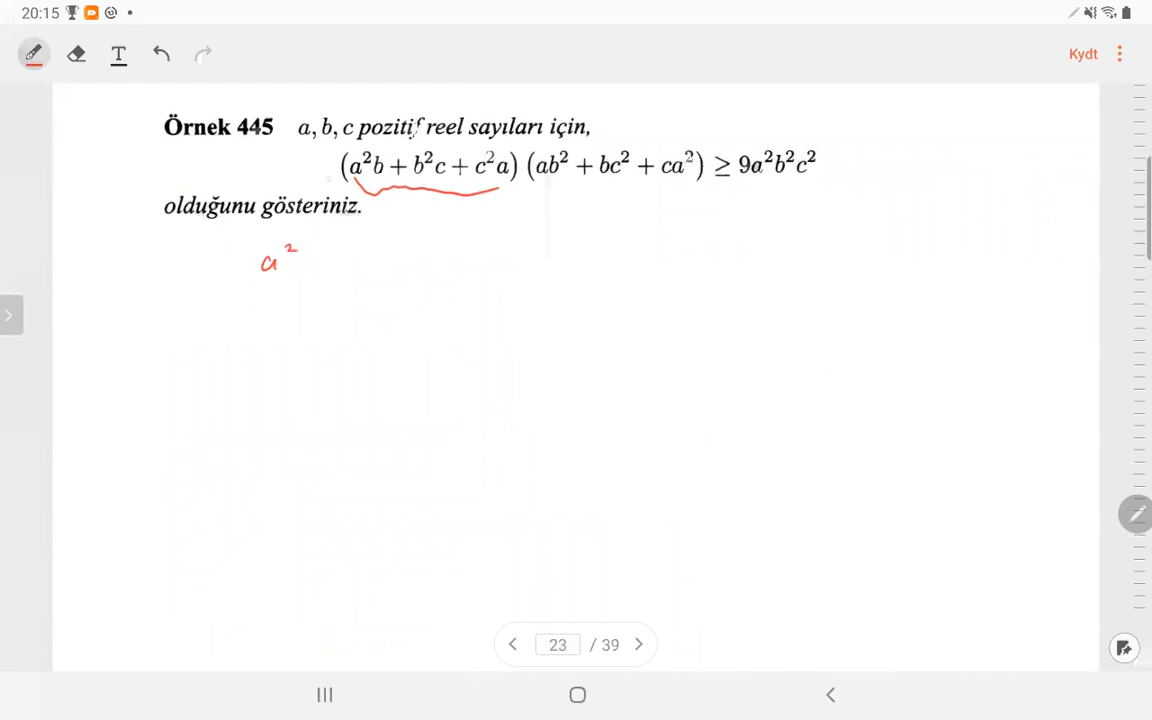 20:15
Kydt
Örnek 445 a, b, c pozitif reel sayıları için,
(a²b + b²c + c²a) (ab² + bc² + ca²) ≥ 9a²b²c²
olduğunu gösteriniz.
a²
23 / 39